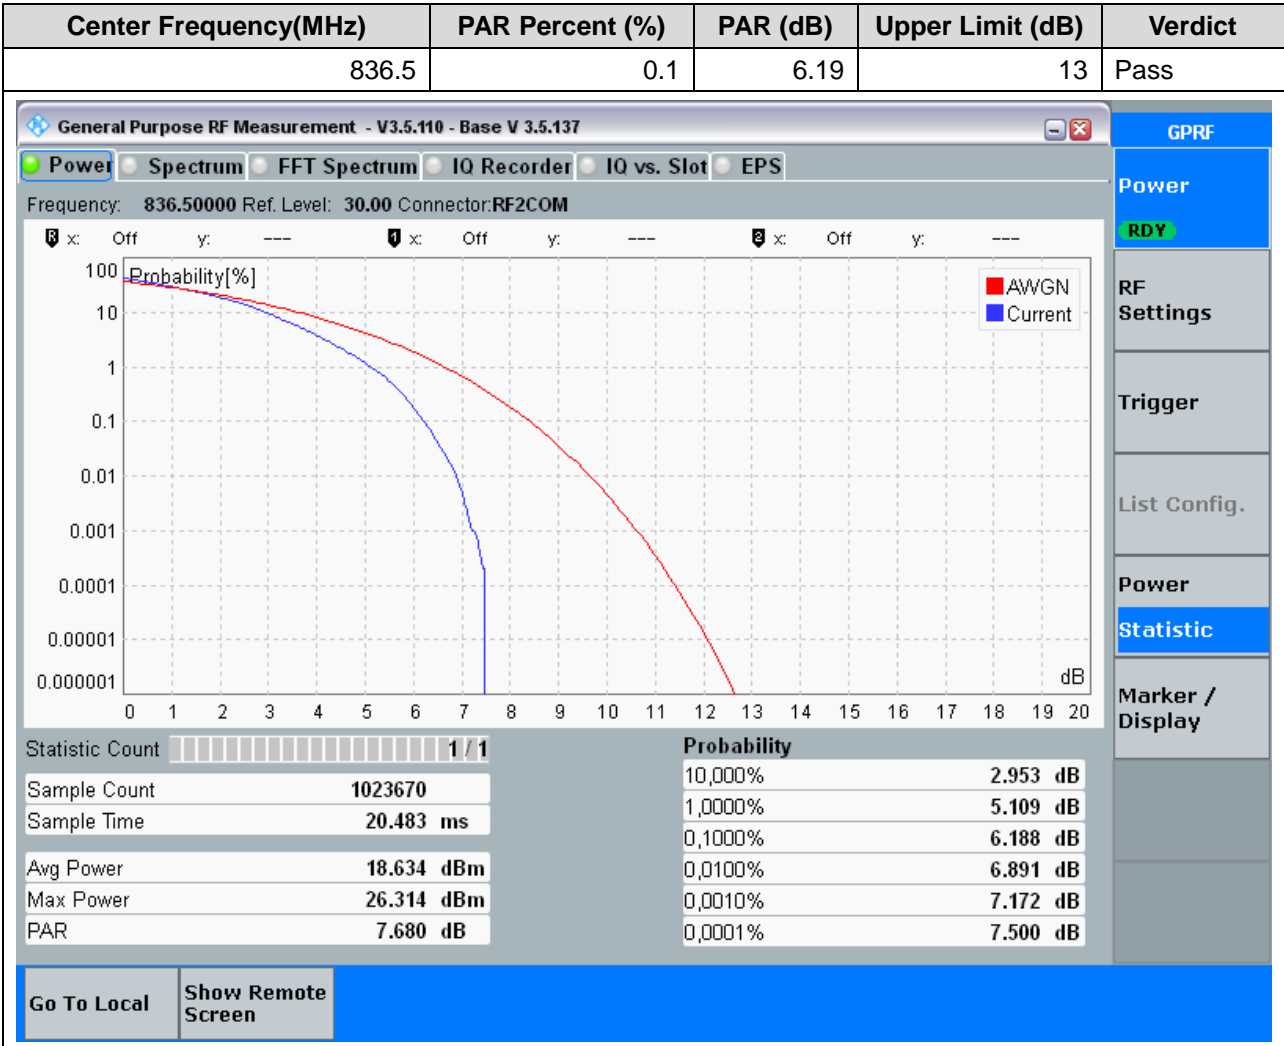 Center Frequency(MHz) PAR Percent (%) PAR (dB) Upper Limit (dB) Verdict
836.5 0.1 6.19 13 Pass
General Purpose RF Measurement - V3.5.110 - Base V 3.5.137
GPRF
Power Spectrum FFT Spectrum IQ Recorder IQ vs. Slot EPS
Frequency: 836.50000 Ref. Level: 30.00 Connector:RF2COM
R x: Off y: --- 1 x: Off y: --- 2 x: Off y: ---
Probability[%]
100
10
1
0.1
0.01
0.001
0.0001
0.00001
0.000001
AWGN
Current
dB
0 1 2 3 4 5 6 7 8 9 10 11 12 13 14 15 16 17 18 19 20
Statistic Count 1 / 1
Sample Count 1023670
Sample Time 20.483 ms
Avg Power 18.634 dBm
Max Power 26.314 dBm
PAR 7.680 dB
Probability
10,000% 2.953 dB
1,0000% 5.109 dB
0,1000% 6.188 dB
0,0100% 6.891 dB
0,0010% 7.172 dB
0,0001% 7.500 dB
Power
RDY
RF
Settings
Trigger
List Config.
Power
Statistic
Marker /
Display
Go To Local
Show Remote
Screen